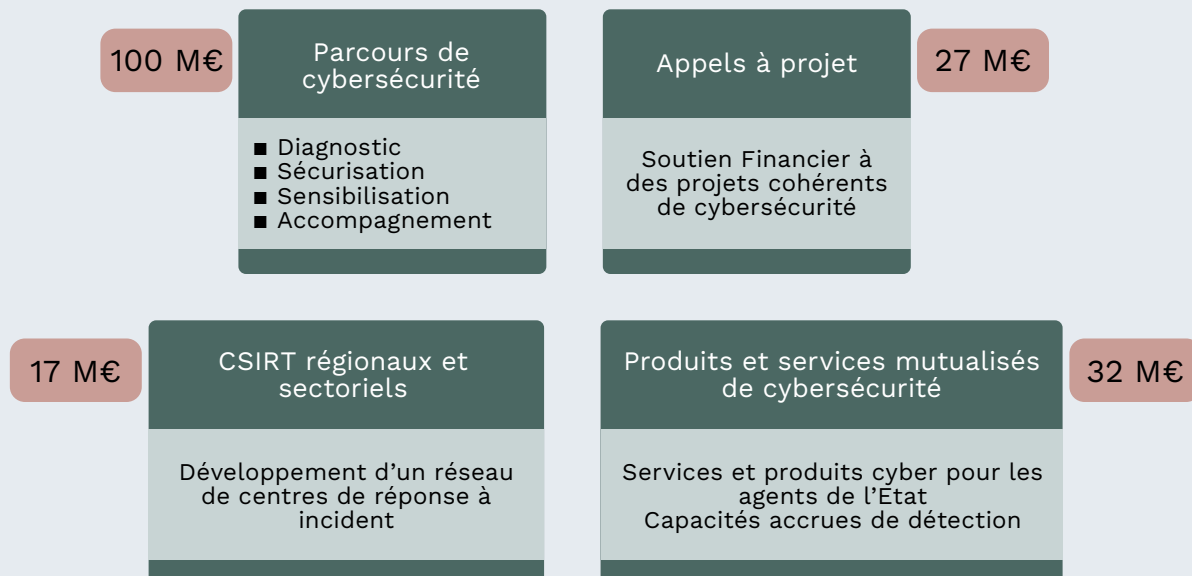 100 M€
Parcours de
cybersécurité
■ Diagnostic
■ Sécurisation
■ Sensibilisation
■ Accompagnement
Appels à projet
27 M€
Soutien Financier à
des projets cohérents
de cybersécurité
17 M€
CSIRT régionaux et
sectoriels
Développement d’un réseau
de centres de réponse à
incident
Produits et services mutualisés
de cybersécurité
32 M€
Services et produits cyber pour les
agents de l’Etat
Capacités accrues de détection